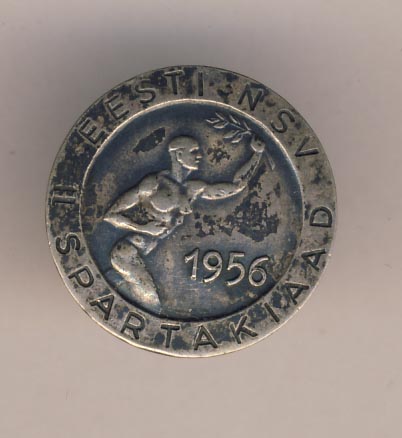 EESTI NSV
II SPARTAKIAAD
1956